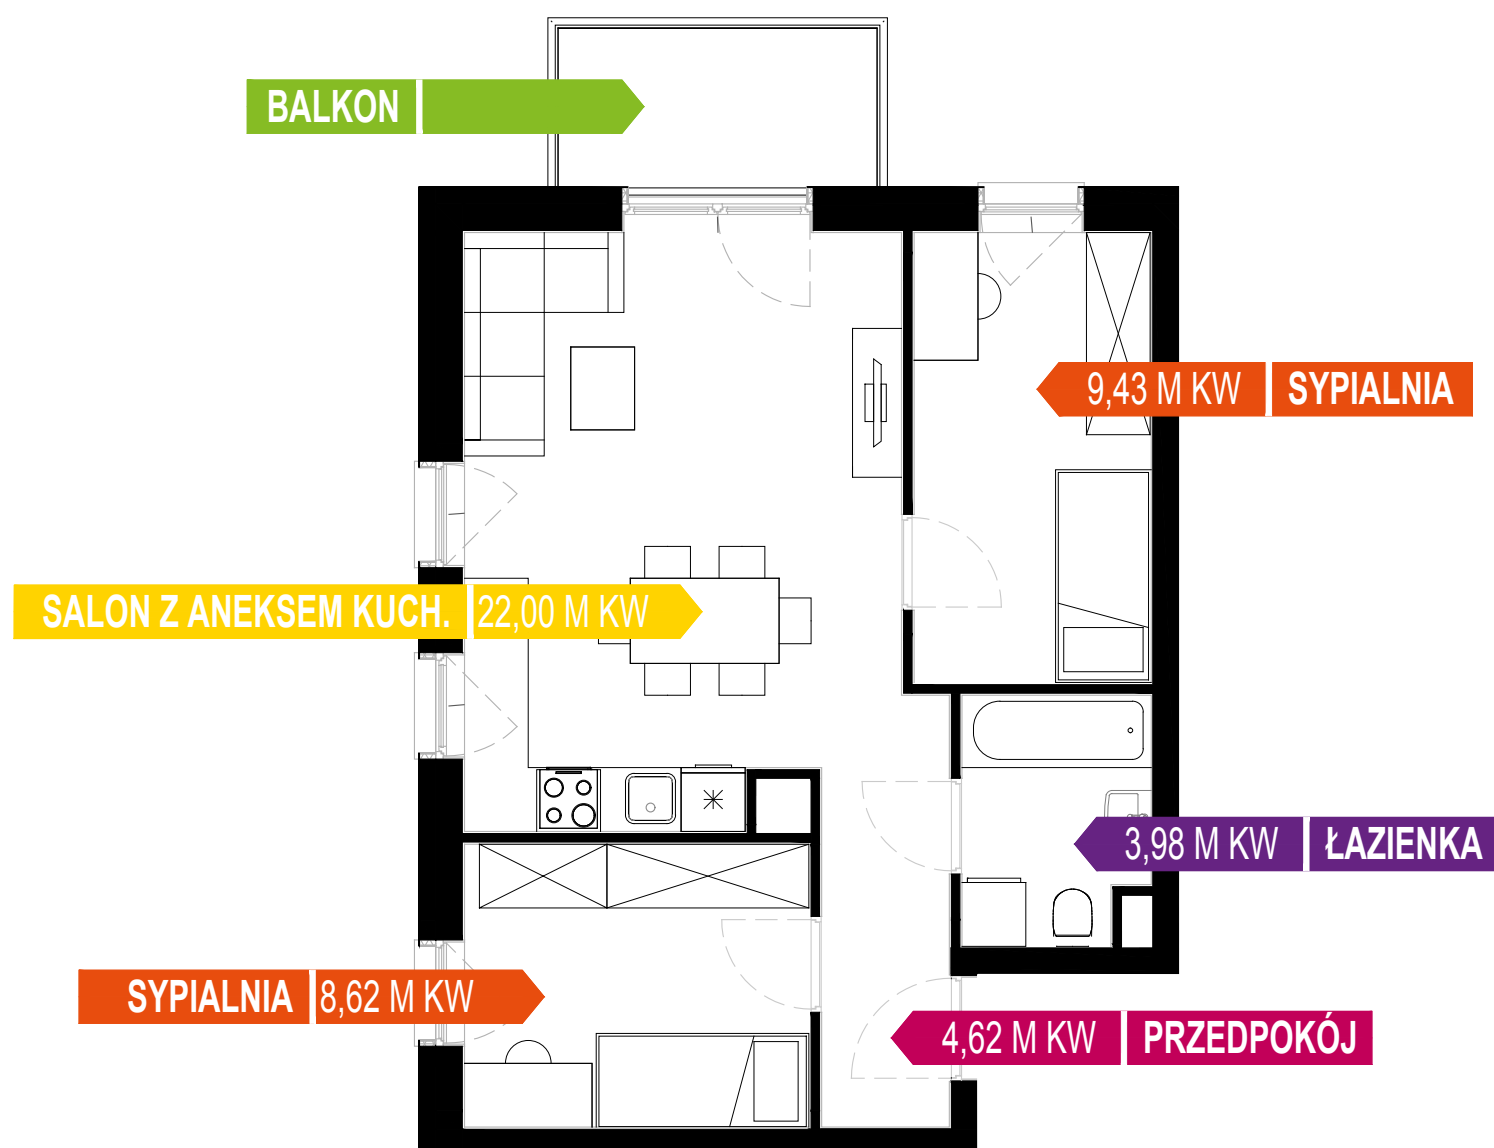 BALKON
9,43 M KW SYPIALNIA
SALON Z ANEKSEM KUCH. 22,00 M KW
3,98 M KW ŁAZIENKA
SYPIALNIA 8,62 M KW
4,62 M KW PRZEDPOKÓJ